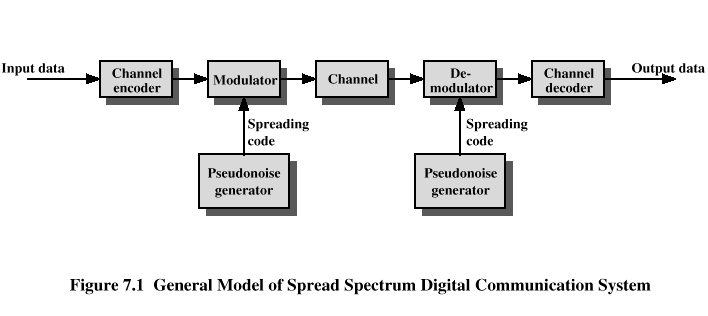 Input data
Channel
encoder
Modulator
Channel
De-
modulator
Channel
decoder
Output data
Spreading
code
Spreading
code
Pseudonoise
generator
Pseudonoise
generator
Figure 7.1  General Model of Spread Spectrum Digital Communication System